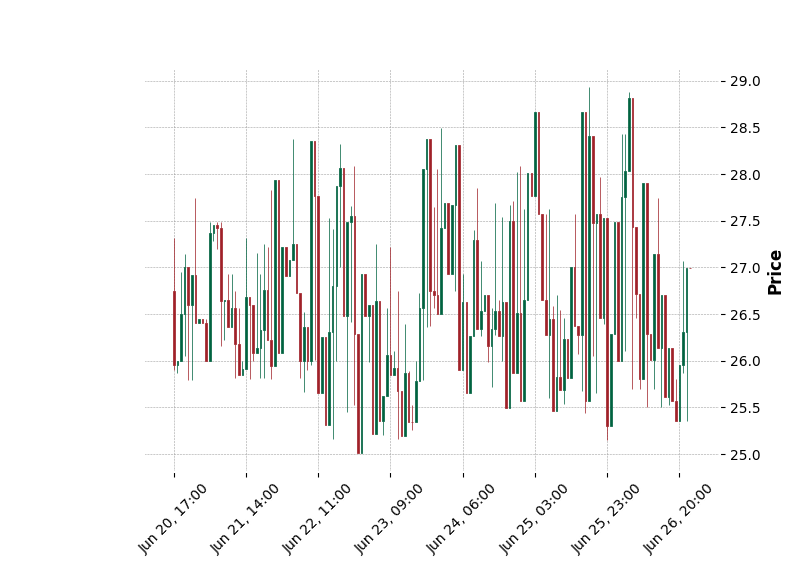 29.0
28.5
28.0
27.5
27.0
26.5
26.0
25.5
25.0
Price
Jun 20, 17:00
Jun 21, 14:00
Jun 22, 11:00
Jun 23, 09:00
Jun 24, 06:00
Jun 25, 03:00
Jun 25, 23:00
Jun 26, 20:00